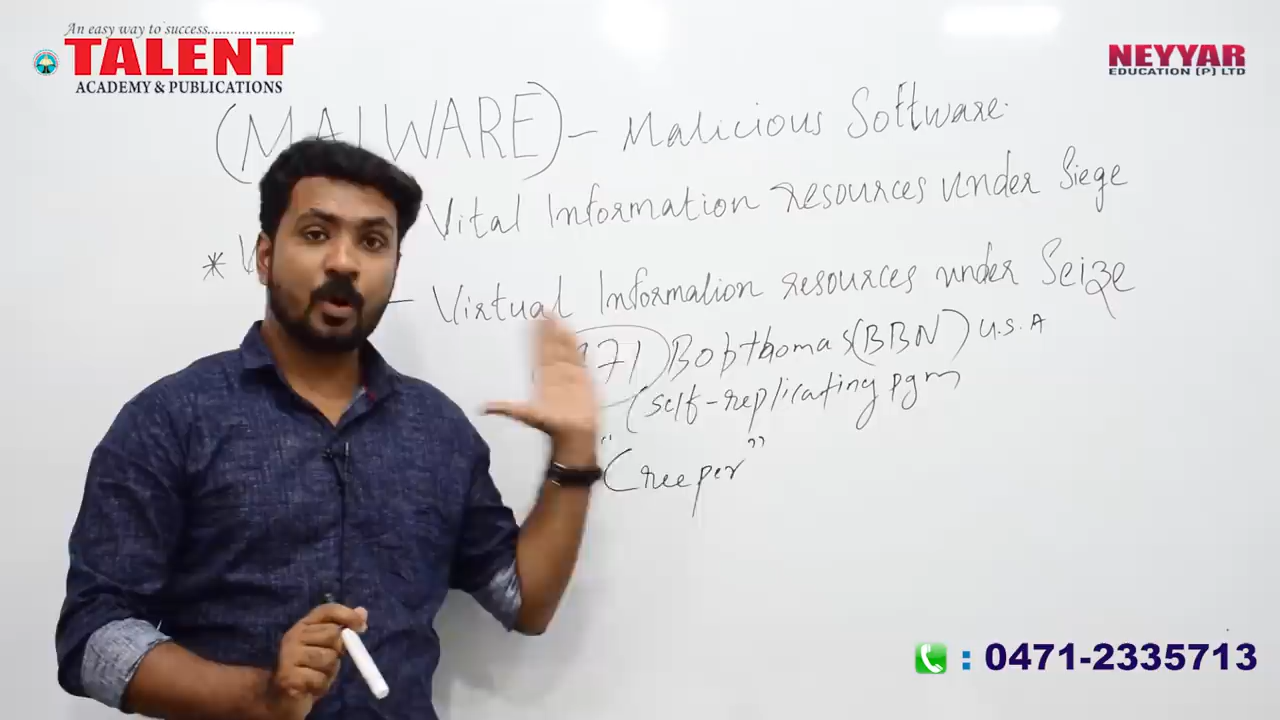 An easy way to success........................
TALENT
ACADEMY & PUBLICATIONS
NEYYAR
EDUCATION (P) LTD
(MALWARE) - Malicious Software
Vital Information resources under Siege
*
- Virtual Information resources under Seize
71 Bobthomas (BBN) U.S.A
(self-replicating pgm
"Creeper"
: 0471-2335713